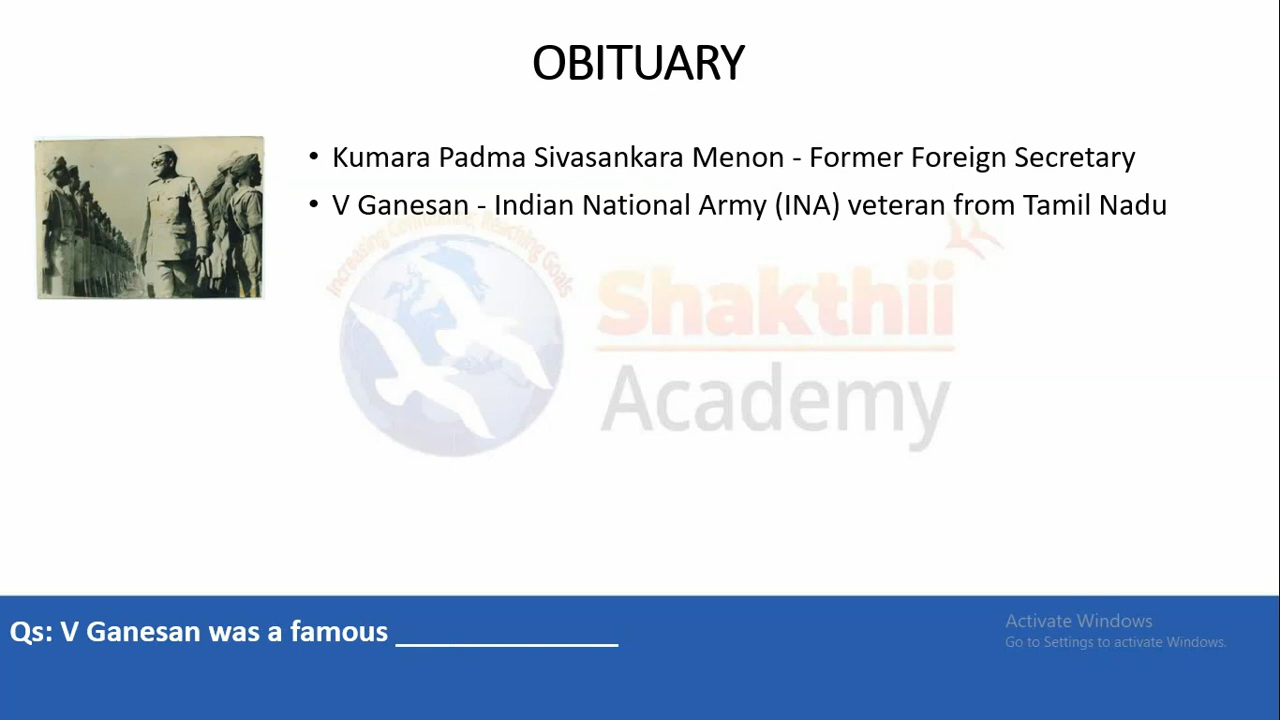 OBITUARY
• Kumara Padma Sivasankara Menon - Former Foreign Secretary
• V Ganesan - Indian National Army (INA) veteran from Tamil Nadu
Increasing Confidence, Reaching Goals
Shakthii
Academy
Qs: V Ganesan was a famous ______________
Activate Windows
Go to Settings to activate Windows.